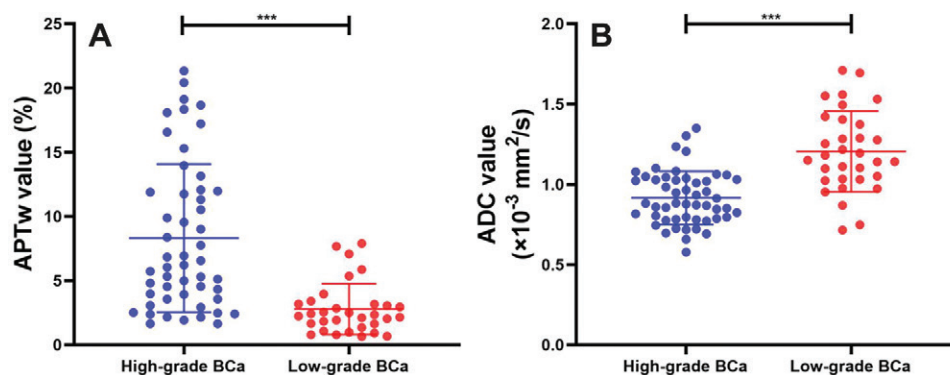 A
***
APTw value (%)
25
20
15
10
5
0
High-grade BCa
Low-grade BCa
B
***
ADC value
(×10⁻³ mm²/s)
2.0
1.5
1.0
0.5
0.0
High-grade BCa
Low-grade BCa